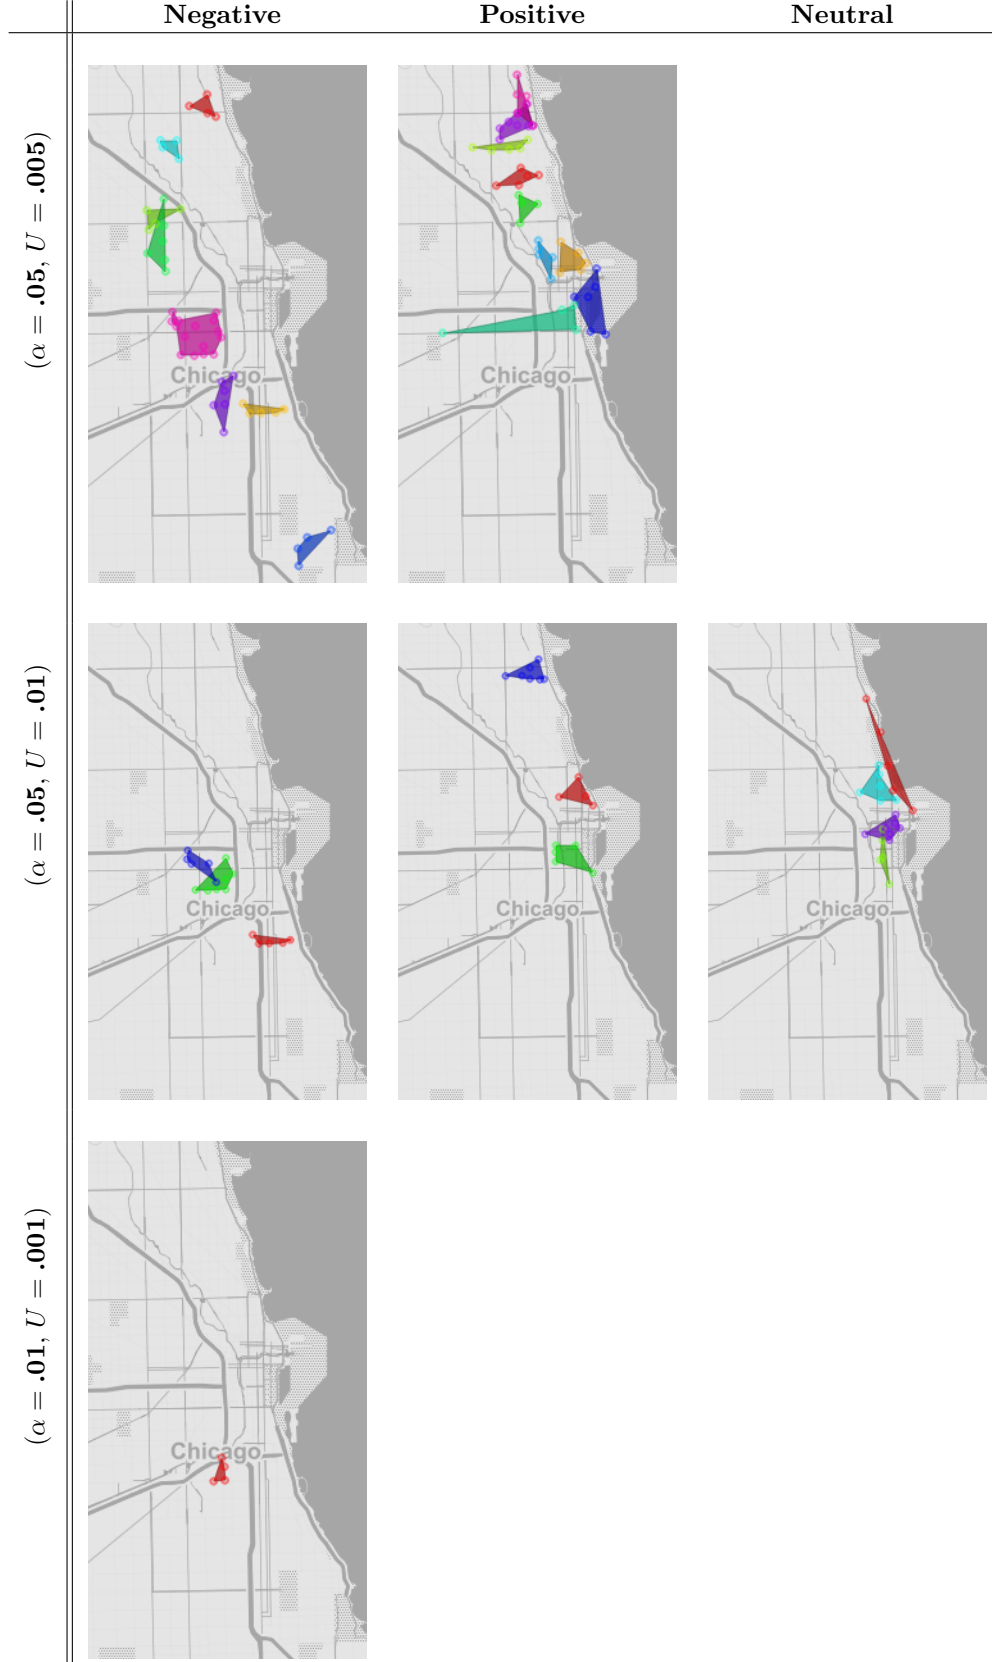 Negative Positive Neutral
(α = .05, U = .005)
Chicago
Chicago
(α = .05, U = .01)
Chicago
Chicago
Chicago
(α = .01, U = .001)
Chicago